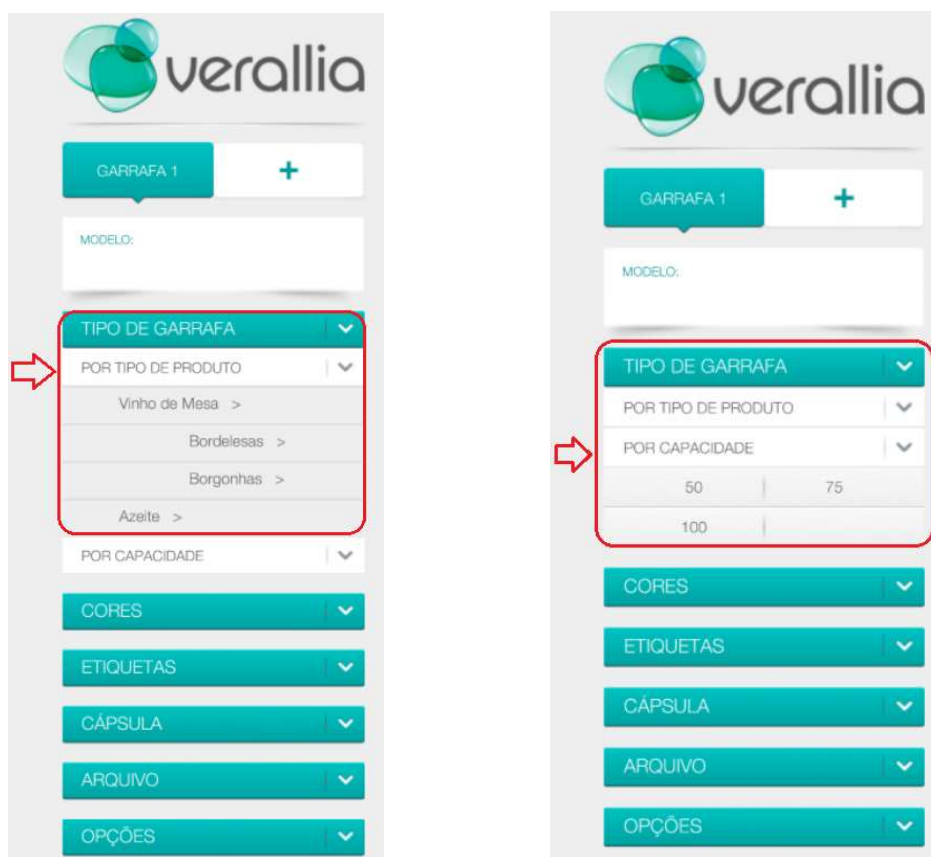 verallia
GARRAFA 1 +
MODELO:
TIPO DE GARRAFA
POR TIPO DE PRODUTO
Vinho de Mesa >
Bordelesas >
Borgonhas >
Azeite >
POR CAPACIDADE
CORES
ETIQUETAS
CÁPSULA
ARQUIVO
OPÇÕES
verallia
GARRAFA 1 +
MODELO:
TIPO DE GARRAFA
POR TIPO DE PRODUTO
POR CAPACIDADE
50 75
100
CORES
ETIQUETAS
CÁPSULA
ARQUIVO
OPÇÕES